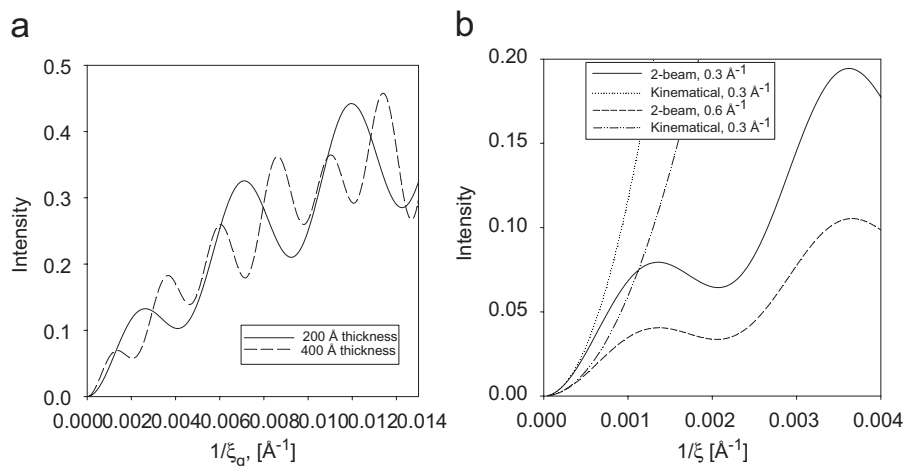 a
0.5
0.4
0.3
0.2
0.1
0.0
Intensity
200 Å thickness
400 Å thickness
0.0000.0020.0040.0060.0080.0100.0120.014
1/ξg, [Å-1]
b
0.20
0.15
0.10
0.05
0.00
Intensity
2-beam, 0.3 Å-1
Kinematical, 0.3 Å-1
2-beam, 0.6 Å-1
Kinematical, 0.3 Å-1
0.000 0.001 0.002 0.003 0.004
1/ξ [Å-1]